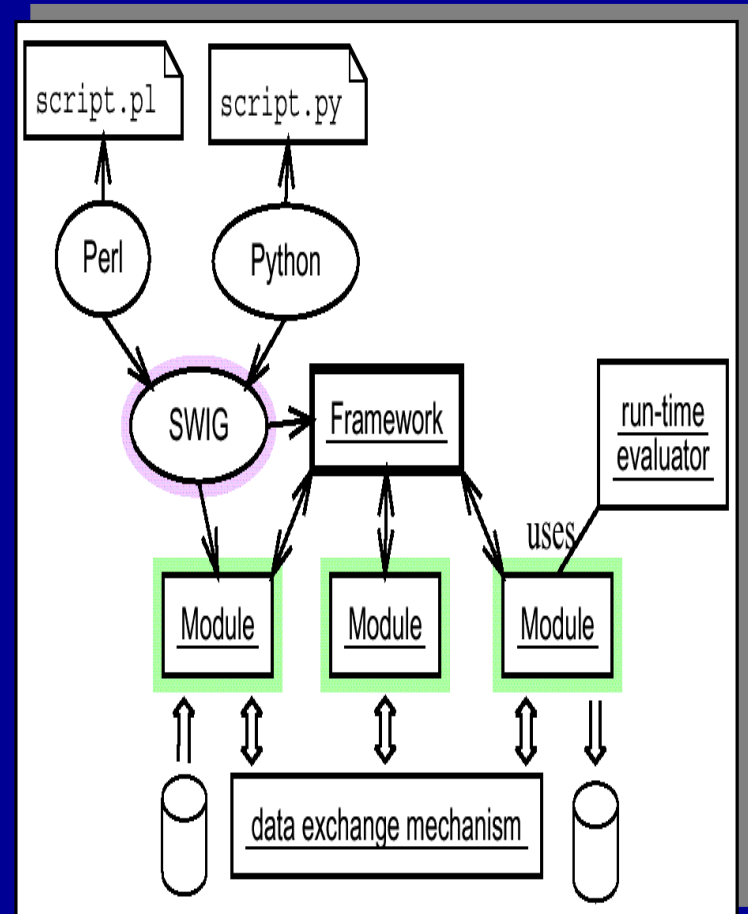 script.pl
script.py
Perl
Python
SWIG
Framework
run-time
evaluator
uses
Module
Module
Module
data exchange mechanism